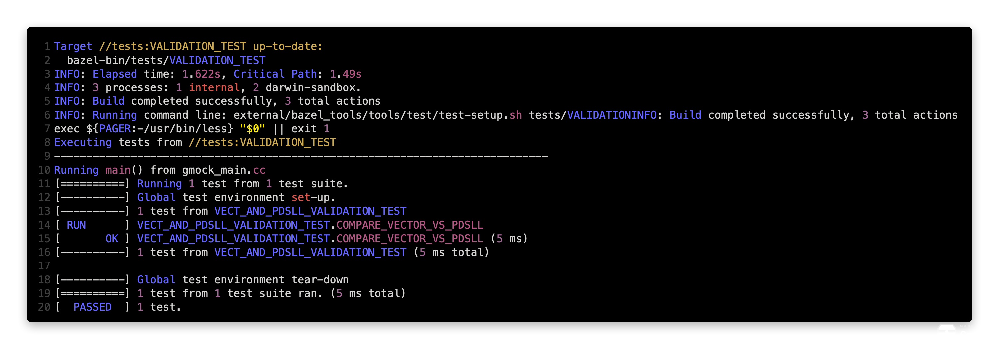 1 Target //tests:VALIDATION_TEST up-to-date:
2   bazel-bin/tests/VALIDATION_TEST
3 INFO: Elapsed time: 1.622s, Critical Path: 1.49s
4 INFO: 3 processes: 1 internal, 2 darwin-sandbox.
5 INFO: Build completed successfully, 3 total actions
6 INFO: Running command line: external/bazel_tools/tools/test/test-setup.sh tests/VALIDATIONINFO: Build completed successfully, 3 total actions
7 exec ${PAGER:-/usr/bin/less} "$0" || exit 1
8 Executing tests from //tests:VALIDATION_TEST
9 -----------------------------------------------------------------------------
10 Running main() from gmock_main.cc
11 [==========] Running 1 test from 1 test suite.
12 [----------] Global test environment set-up.
13 [----------] 1 test from VECT_AND_PDSLL_VALIDATION_TEST
14 [ RUN      ] VECT_AND_PDSLL_VALIDATION_TEST.COMPARE_VECTOR_VS_PDSLL
15 [       OK ] VECT_AND_PDSLL_VALIDATION_TEST.COMPARE_VECTOR_VS_PDSLL (5 ms)
16 [----------] 1 test from VECT_AND_PDSLL_VALIDATION_TEST (5 ms total)
17
18 [----------] Global test environment tear-down
19 [==========] 1 test from 1 test suite ran. (5 ms total)
20 [  PASSED  ] 1 test.